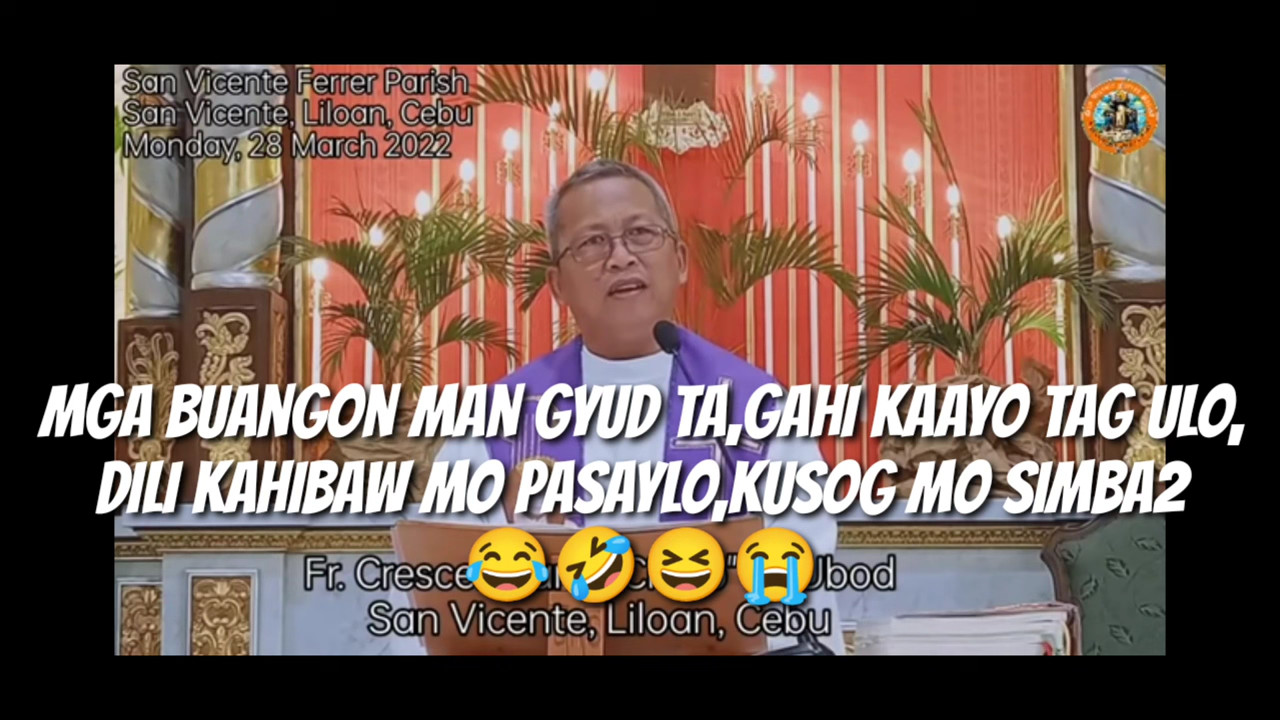 San Vicente Ferrer Parish
San Vicente, Liloan, Cebu
Monday, 28 March 2022
MGA BUANGON MAN GYUD TA,GAHI KAAYO TAG ULO,
DILI KAHIBAW MO PASAYLO,KUSOG MO SIMBA2
😂🤣😆😭
Fr. Ubod
San Vicente, Liloan, Cebu